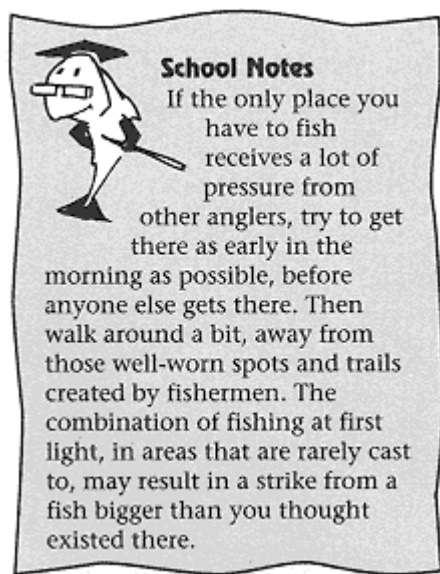 School Notes
If the only place you
have to fish
receives a lot of
pressure from
other anglers, try to get
there as early in the
morning as possible, before
anyone else gets there. Then
walk around a bit, away from
those well-worn spots and trails
created by fishermen. The
combination of fishing at first
light, in areas that are rarely cast
to, may result in a strike from a
fish bigger than you thought
existed there.